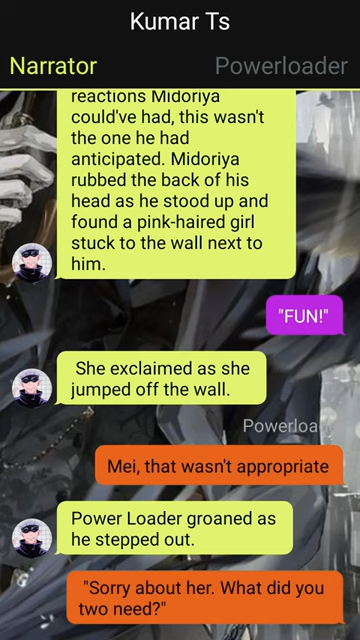 Kumar Ts
Narrator
Powerloader
reactions Midoriya
could've had, this wasn't
the one he had
anticipated. Midoriya
rubbed the back of his
head as he stood up and
found a pink-haired girl
stuck to the wall next to
him.
"FUN!"
She exclaimed as she
jumped off the wall.
Powerloa
Mei, that wasn't appropriate
Power Loader groaned as
he stepped out.
"Sorry about her. What did you
two need?"